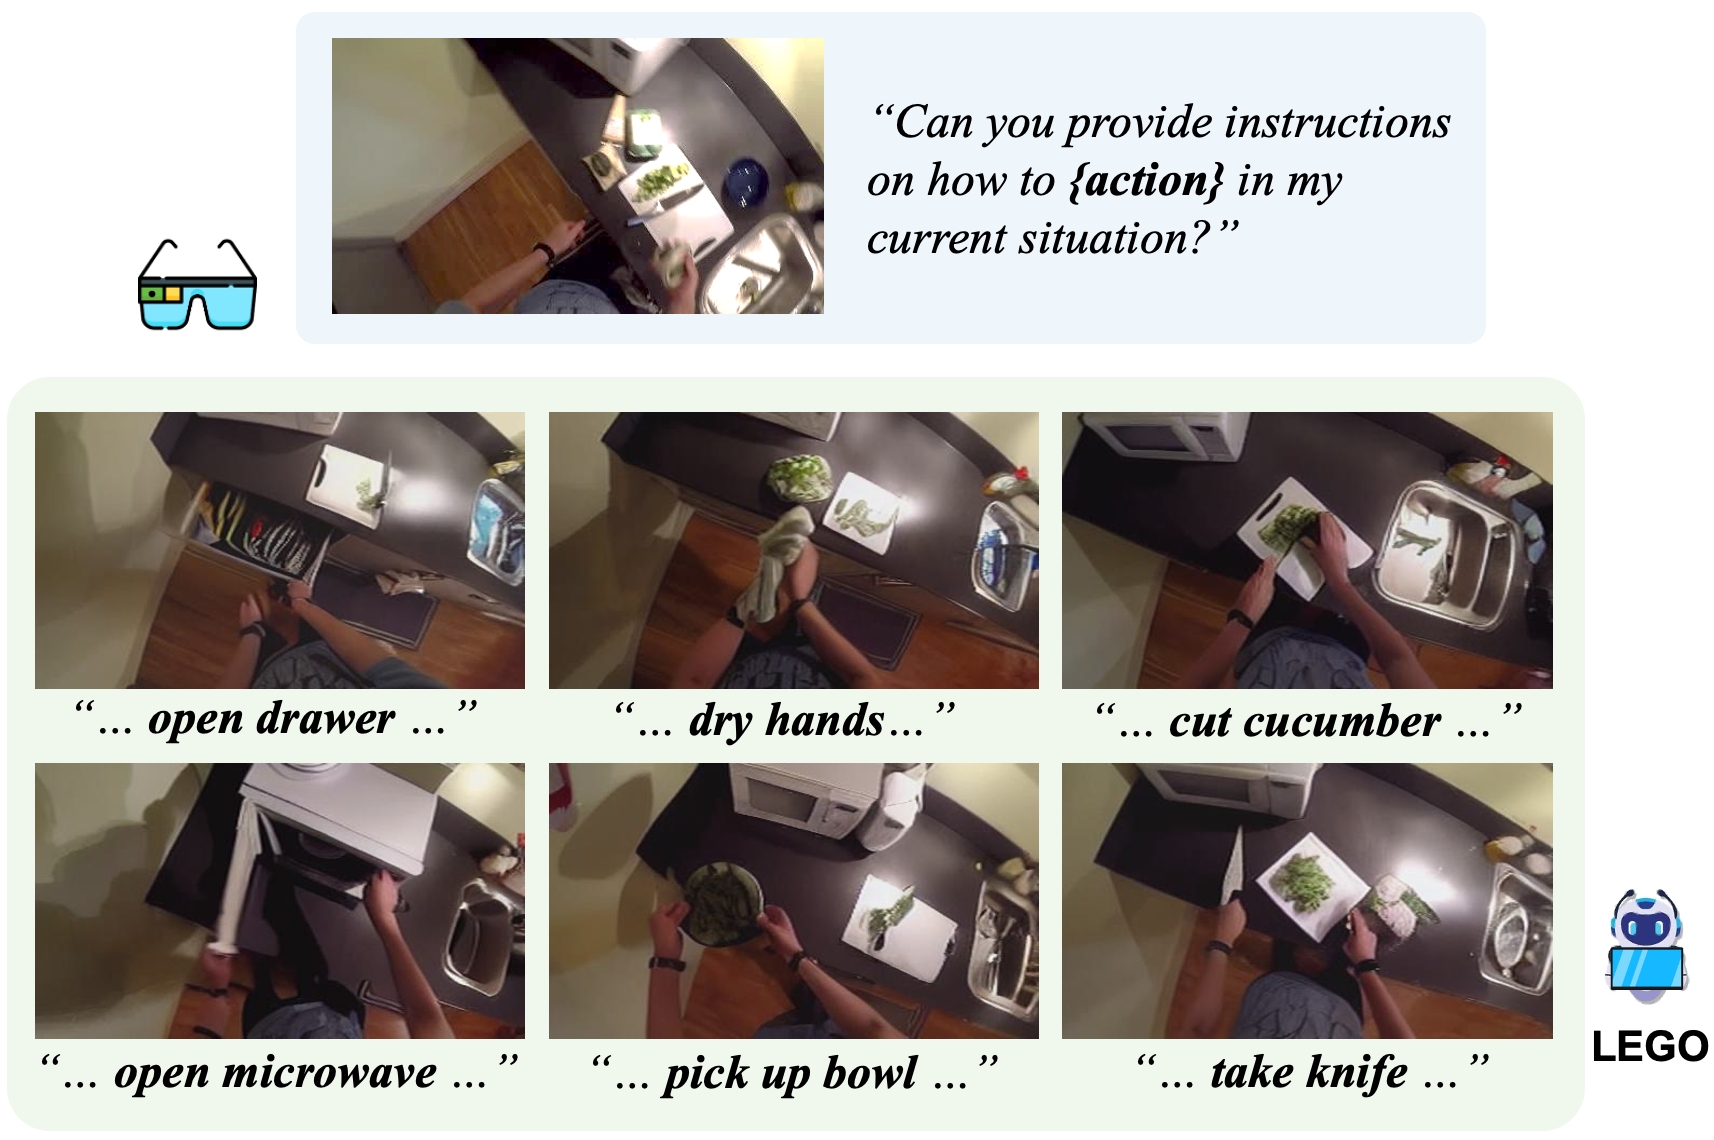 “Can you provide instructions
on how to {action} in my
current situation?”
“... open drawer ...”
“... dry hands...”
“... cut cucumber ...”
“... open microwave ...”
“... pick up bowl ...”
“... take knife ...”
LEGO